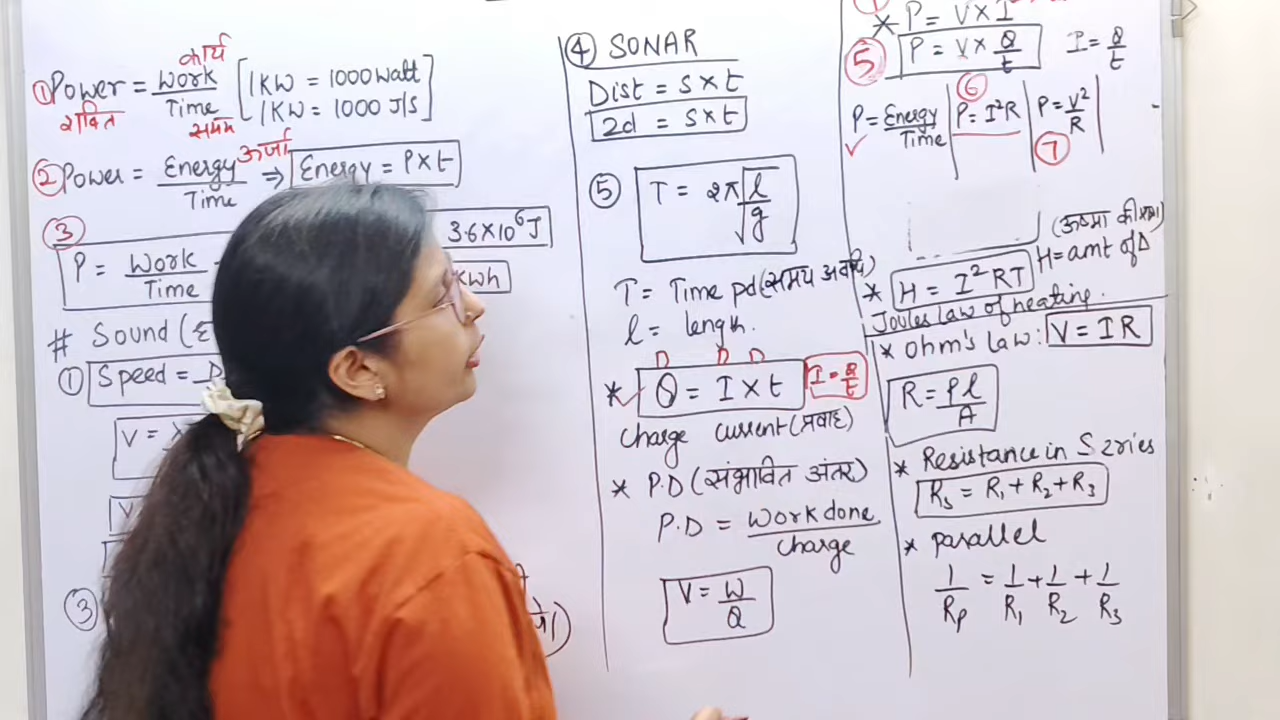 ① Power = Work / Time [1KW = 1000 Watt
1KW = 1000 J/S]
कार्य
शक्ति
समय
② Power = Energy / Time ⇒ Energy = P×t
ऊर्जा
③
P = Work / Time
3.6×10⁶J
kwh
# Sound
① Speed = D
V =
V
③
④ SONAR
Dist = S×t
2d = S×t
⑤ T = 2π√l/g
T = Time pd (समय अवधि)
l = length.
D D D
* Q = I×t I = Q/t
Charge current (प्रवाह)
* P.D (संभावित अंतर)
P.D = Work done / Charge
V = W/Q
* P = V×I
⑤ P = V× Q/t I = Q/t
P = Energy / Time | ⑥ P = I²R | P = V²/R ⑦
* H = I²RT H = amt of Δ
Joules law of heating.
* Ohm's law: V = IR
R = ρl/A
* Resistance in Series
Rs = R₁+R₂+R₃
* parallel
1/Rp = 1/R₁ + 1/R₂ + 1/R₃